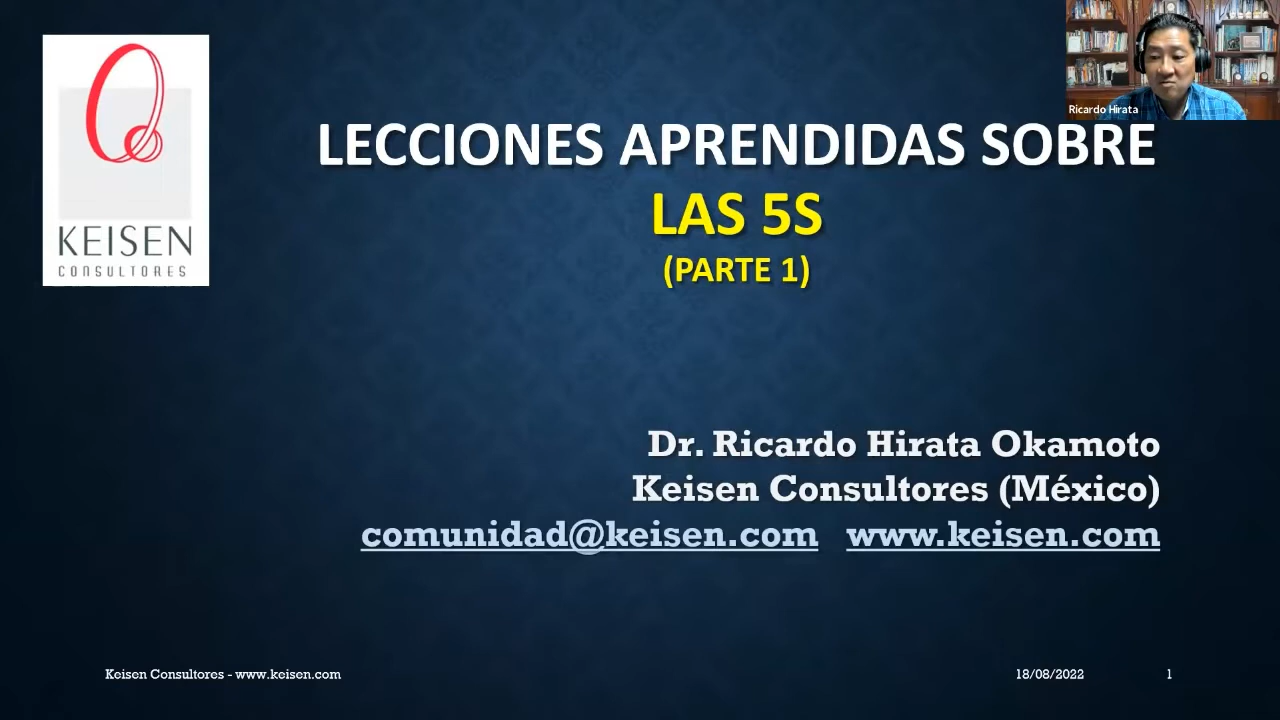 Ricardo Hirata
KEISEN
CONSULTORES
LECCIONES APRENDIDAS SOBRE
LAS 5S
(PARTE 1)
Dr. Ricardo Hirata Okamoto
Keisen Consultores (México)
comunidad@keisen.com www.keisen.com
Keisen Consultores - www.keisen.com 18/08/2022 1